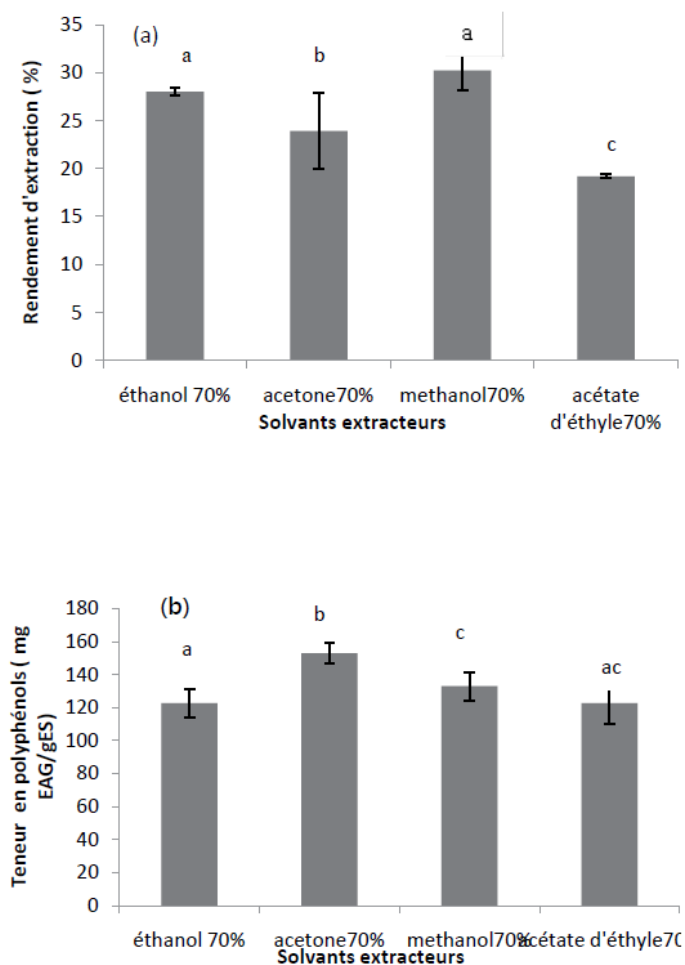 (a)
Rendement d'extraction ( %)
35
30
25
20
15
10
5
0
a
b
a
c
éthanol 70%
acetone70%
methanol70%
acétate
d'éthyle70%
Solvants extracteurs
(b)
Teneur en polyphénols ( mg
EAG/gES)
180
160
140
120
100
80
60
40
20
0
a
b
c
ac
éthanol 70%
acetone70%
methanol70%
acétate d'éthyle70
Solvants extracteurs